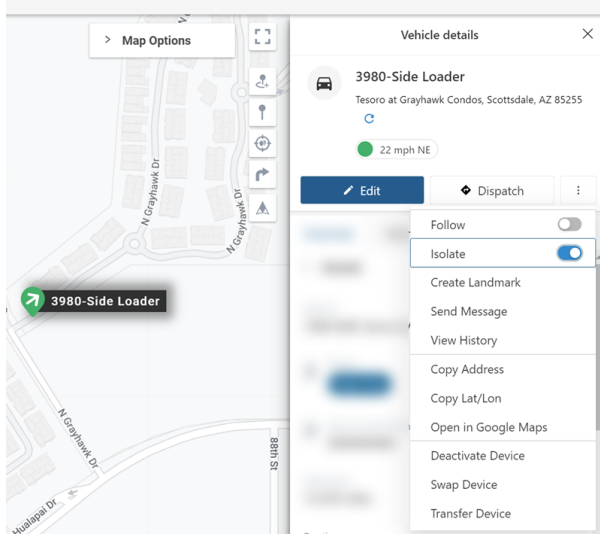 Map Options
N Grayhawk Dr
N Grayhawk Dr
3980-Side Loader
N Grayhawk Dr
88th St
Hualapai Dr
Vehicle details
3980-Side Loader
Tesoro at Grayhawk Condos, Scottsdale, AZ 85255
22 mph NE
Edit
Dispatch
Follow
Isolate
Create Landmark
Send Message
View History
Copy Address
Copy Lat/Lon
Open in Google Maps
Deactivate Device
Swap Device
Transfer Device